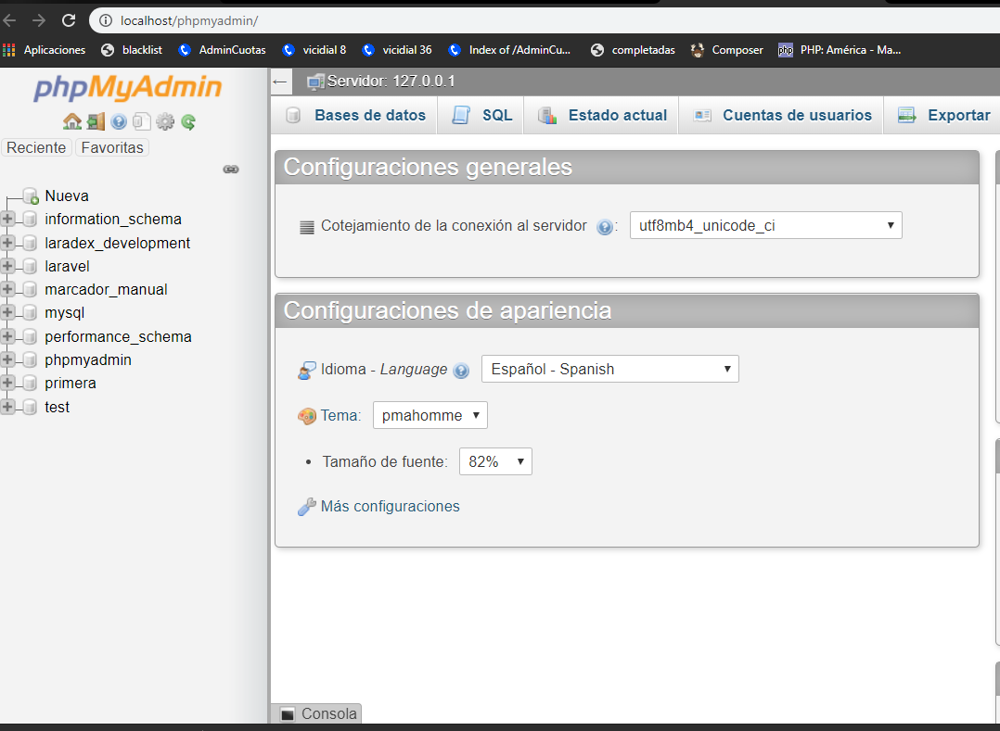 localhost/phpmyadmin/
Aplicaciones blacklist AdminCuotas vicidial 8 vicidial 36 Index of /AdminCu... completadas Composer php PHP: América - Ma...
phpMyAdmin
Servidor: 127.0.0.1
Bases de datos SQL Estado actual Cuentas de usuarios Exportar
Reciente Favoritas
Nueva
information_schema
laradex_development
laravel
marcador_manual
mysql
performance_schema
phpmyadmin
primera
test
Configuraciones generales
Cotejamiento de la conexión al servidor : utf8mb4_unicode_ci
Configuraciones de apariencia
Idioma - Language Español - Spanish
Tema: pmahomme
• Tamaño de fuente: 82%
Más configuraciones
Consola